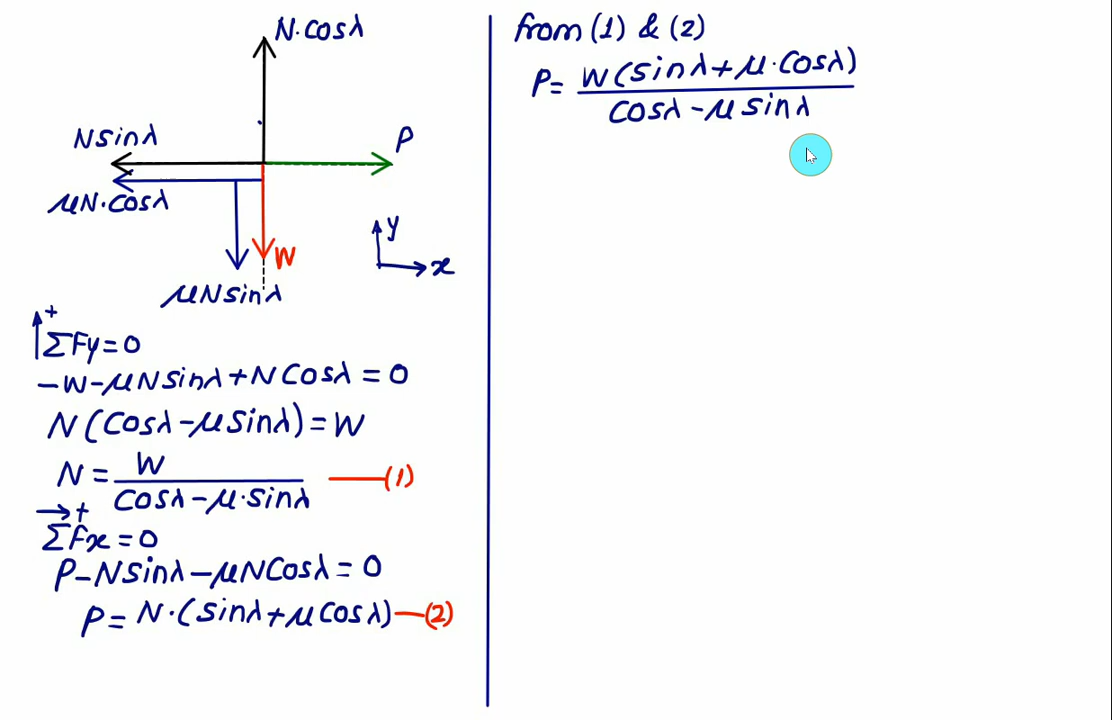 N.cosλ
Nsinλ
P
μN.cosλ
y
x
W
μNsinλ
+
ΣFy=0
-W-μNsinλ+NCosλ=0
N(Cosλ-μSinλ)=W
N = W / Cosλ-μ.sinλ —(1)
+
ΣFx=0
P-Nsinλ-μNCosλ=0
P= N.(sinλ+μCosλ)—(2)
from (1) & (2)
P= W(sinλ+μ.Cosλ) / Cosλ-μsinλ